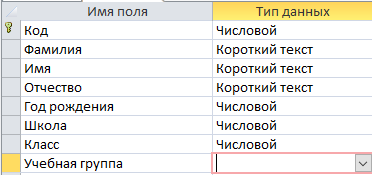 Имя поля Тип данных
Код Числовой
Фамилия Короткий текст
Имя Короткий текст
Отчество Короткий текст
Год рождения Числовой
Школа Числовой
Класс Числовой
Учебная группа